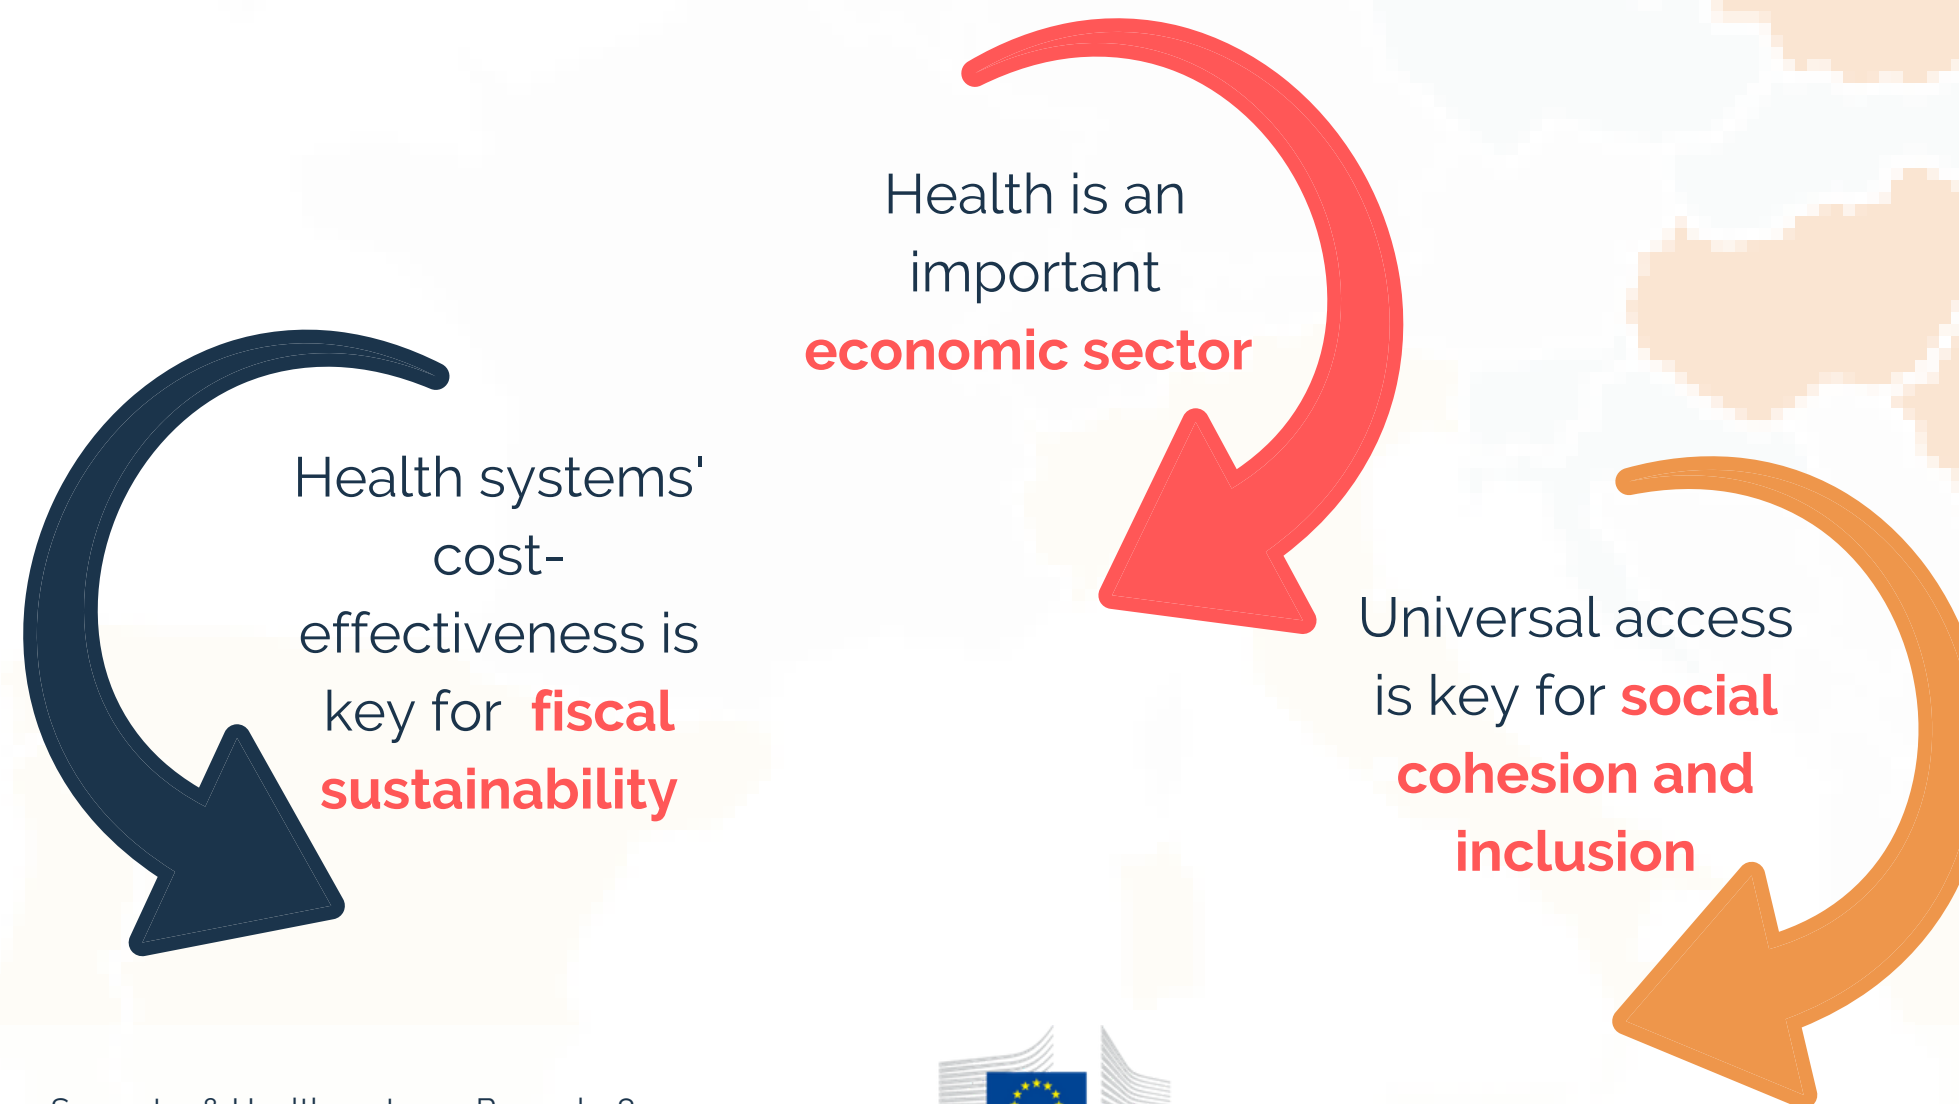 Health is an
important
economic sector
Health systems'
cost-
effectiveness is
key for fiscal
sustainability
Universal access
is key for social
cohesion and
inclusion